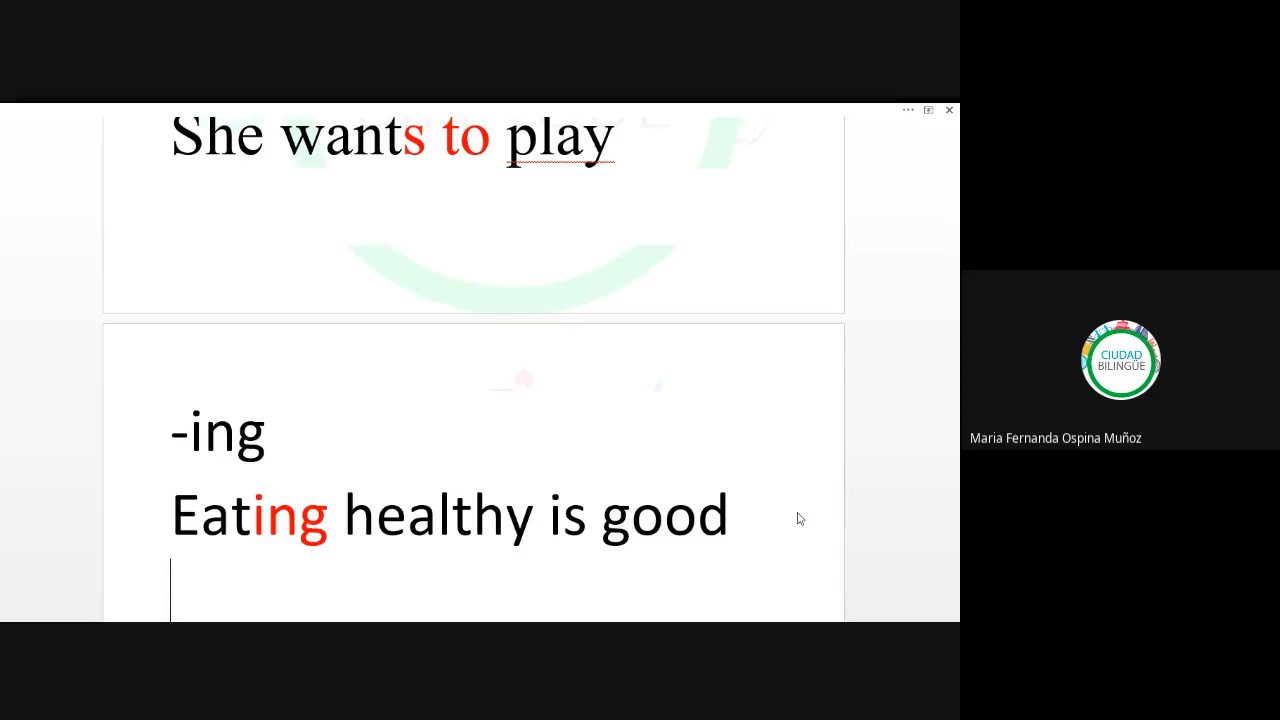 She wants to play
-ing
Eating healthy is good
CIUDAD
BILINGÜE
Maria Fernanda Ospina Muñoz